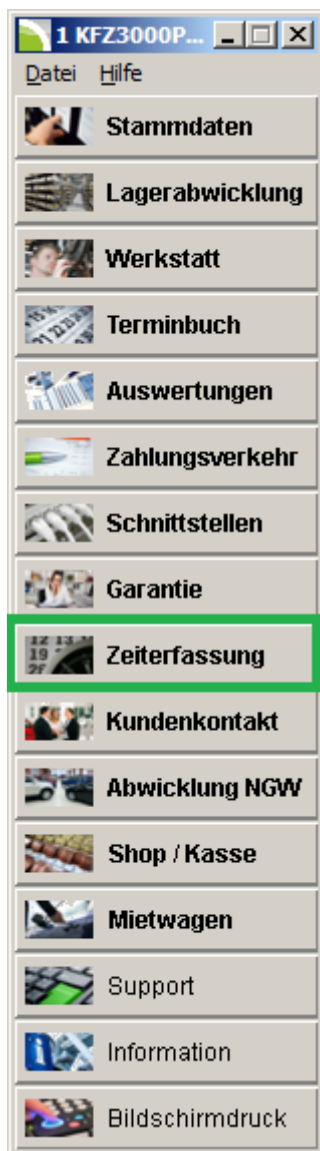 1 KFZ3000P...
Datei Hilfe
Stammdaten
Lagerabwicklung
Werkstatt
Terminbuch
Auswertungen
Zahlungsverkehr
Schnittstellen
Garantie
Zeiterfassung
Kundenkontakt
Abwicklung NGW
Shop / Kasse
Mietwagen
Support
Information
Bildschirmdruck